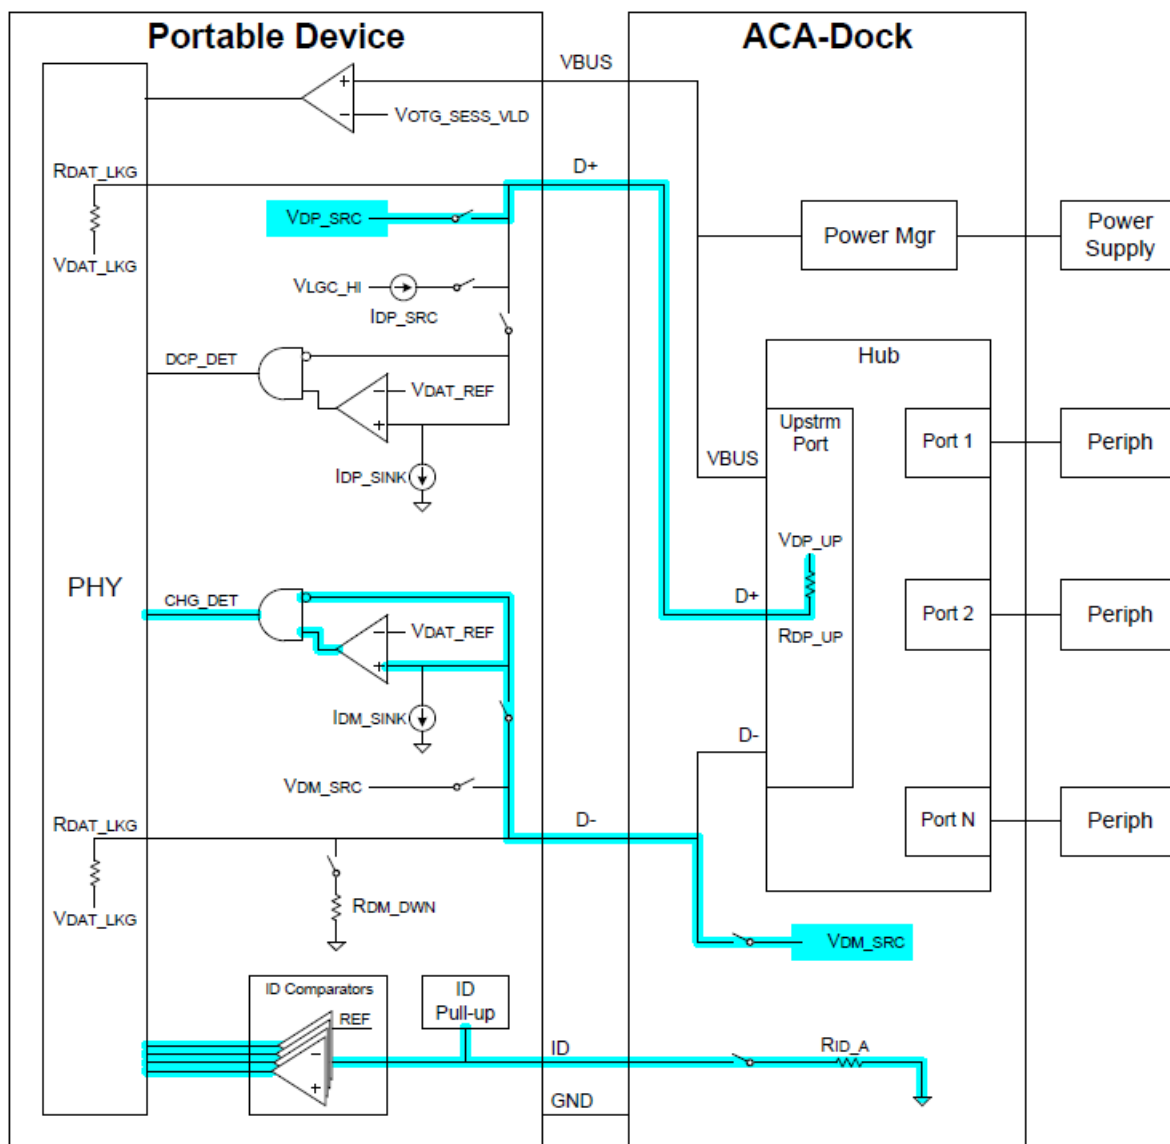 Portable Device
ACA-Dock
VBUS
+
−
VOTG_SESS_VLD
RDAT_LKG
D+
VDP_SRC
Power Mgr
Power
Supply
VDAT_LKG
VLGC_HI
IDP_SRC
Hub
DCP_DET
VDAT_REF
−
+
Upstrm
Port
Port 1
Periph
VBUS
IDP_SINK
VDP_UP
PHY
CHG_DET
D+
Port 2
Periph
VDAT_REF
−
+
RDP_UP
IDM_SINK
D-
VDM_SRC
RDAT_LKG
D-
Port N
Periph
VDAT_LKG
RDM_DWN
VDM_SRC
ID Comparators
REF
−
+
ID
Pull-up
ID
RID_A
GND